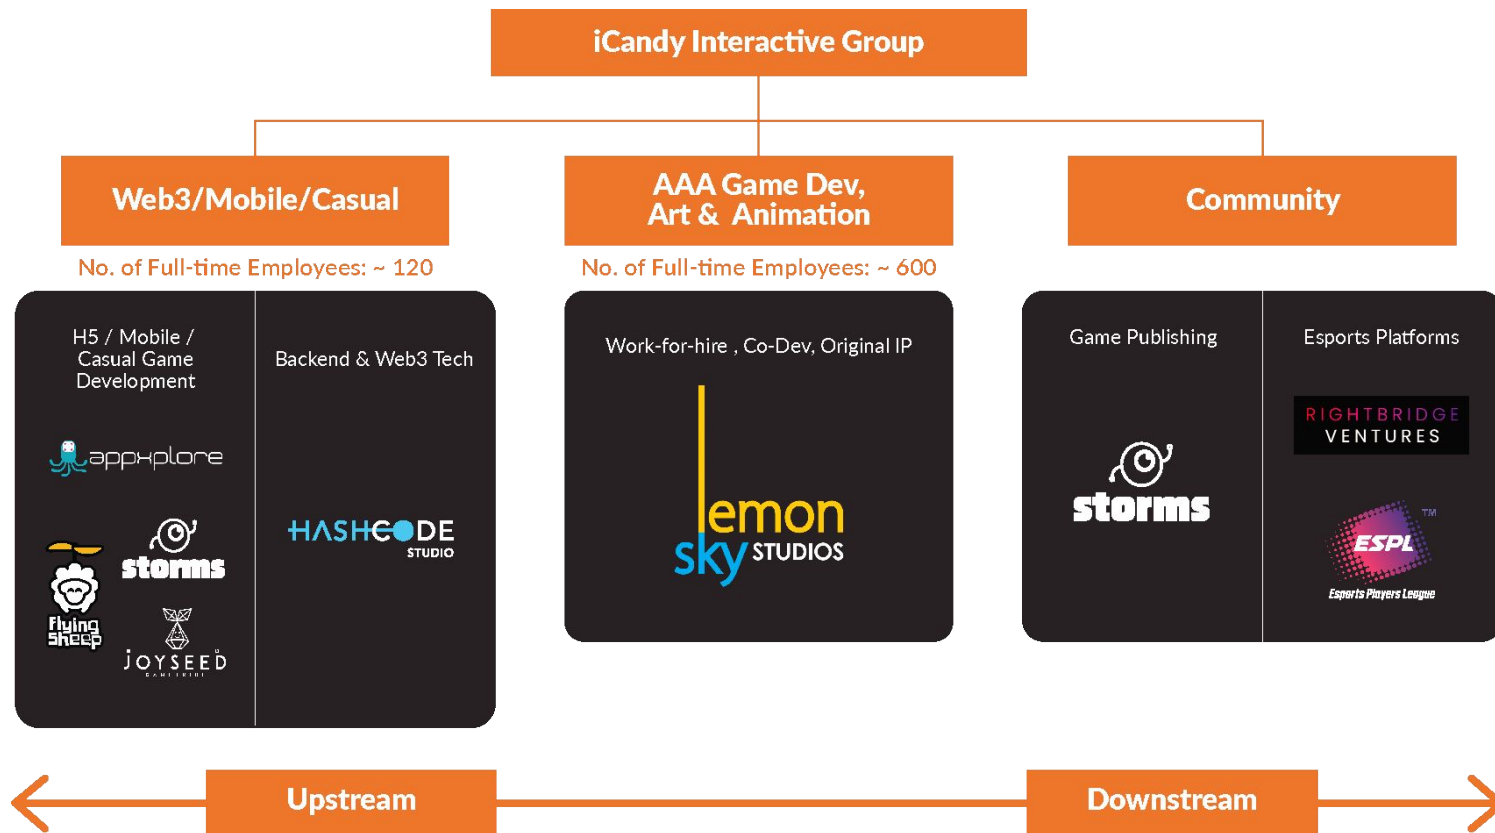 iCandy Interactive Group
Web3/Mobile/Casual
No. of Full-time Employees: ~ 120
H5 / Mobile /
Casual Game
Development
Backend & Web3 Tech
appxplore
Flying
Sheep
storms
JOYSEED
HASHCODE
STUDIO
AAA Game Dev,
Art &  Animation
No. of Full-time Employees: ~ 600
Work-for-hire , Co-Dev, Original IP
lemon
sky STUDIOS
Community
Game Publishing
storms
Esports Platforms
RIGHTBRIDGE
VENTURES
ESPL
TM
Esports Players League
Upstream
Downstream